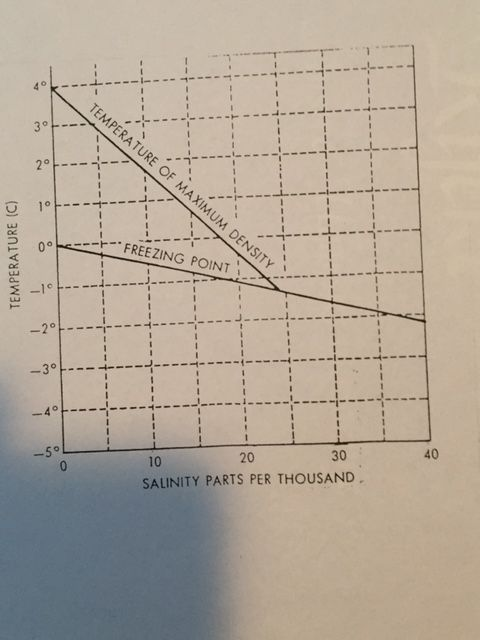 4°
3°
2°
1°
0°
−1°
−2°
−3°
−4°
−5°
TEMPERATURE (C)
TEMPERATURE OF MAXIMUM DENSITY
FREEZING POINT
0 10 20 30 40
SALINITY PARTS PER THOUSAND